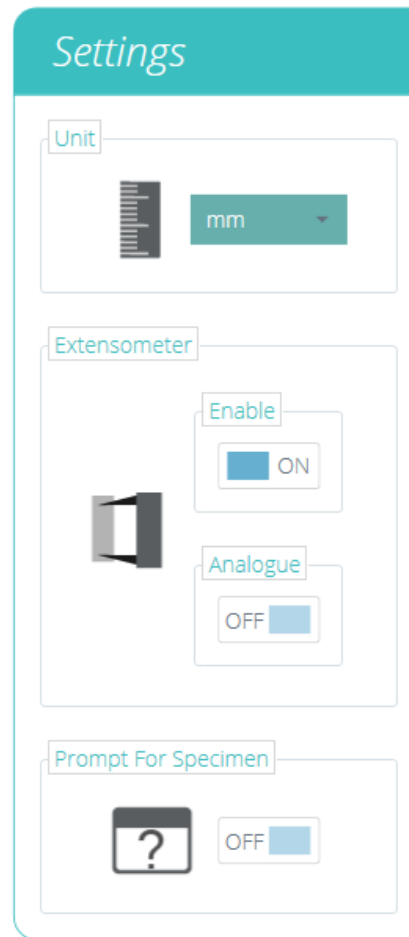 Settings
Unit
mm
Extensometer
Enable
ON
Analogue
OFF
Prompt For Specimen
?
OFF